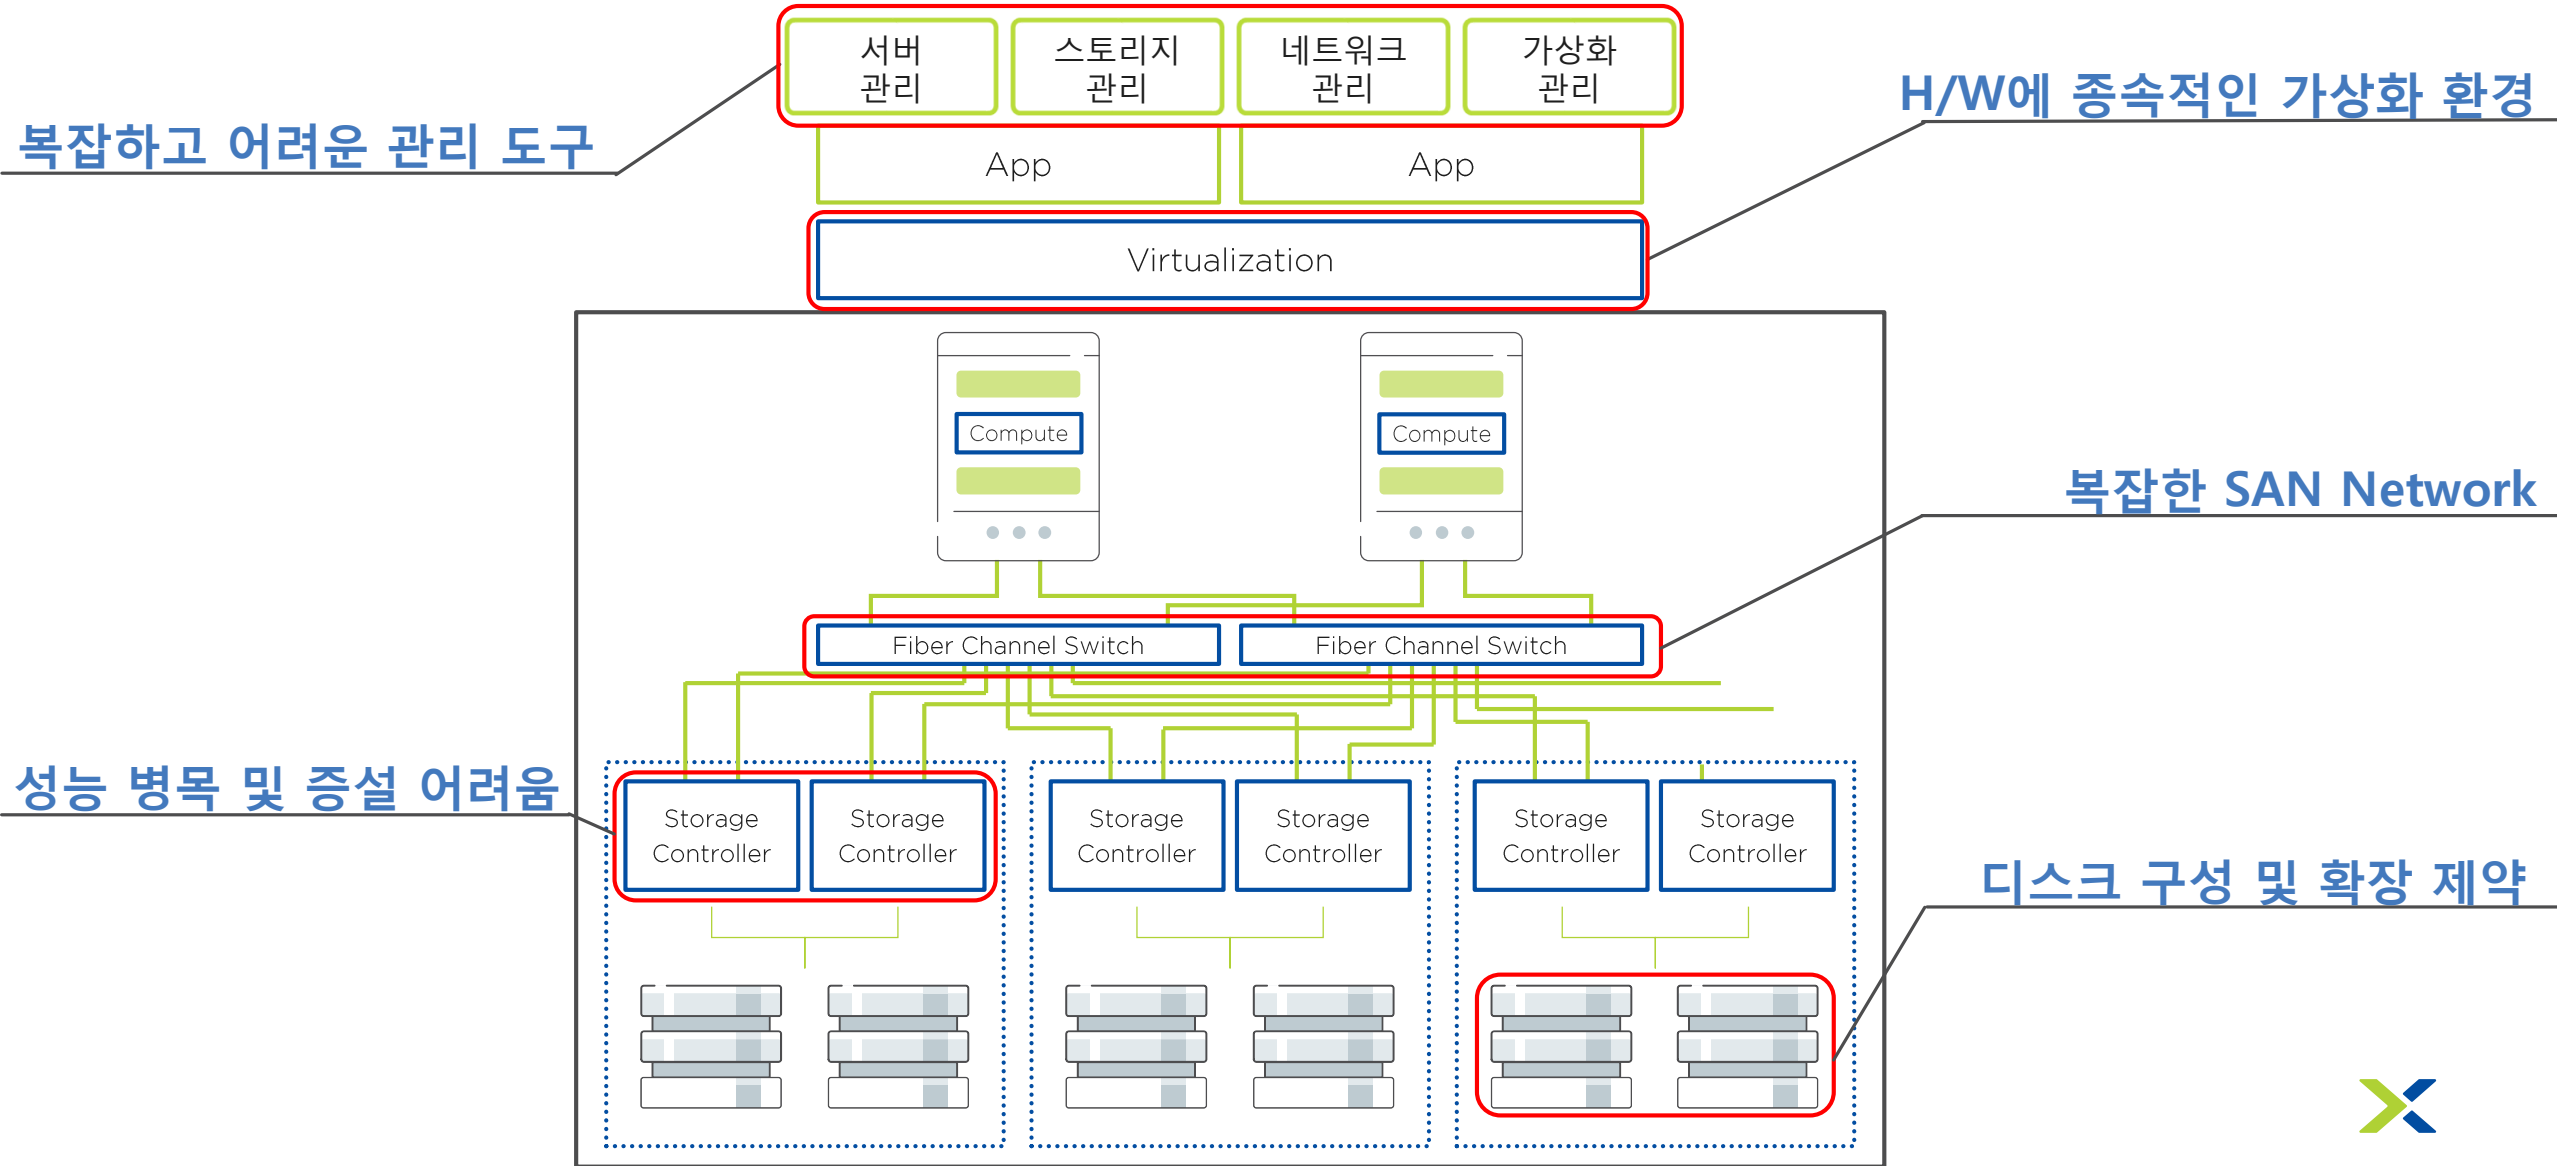 서버
관리
스토리지
관리
네트워크
관리
가상화
관리
H/W에 종속적인 가상화 환경
복잡하고 어려운 관리 도구
App
App
Virtualization
Compute
Compute
복잡한 SAN Network
Fiber Channel Switch
Fiber Channel Switch
성능 병목 및 증설 어려움
Storage
Controller
Storage
Controller
Storage
Controller
Storage
Controller
Storage
Controller
Storage
Controller
디스크 구성 및 확장 제약